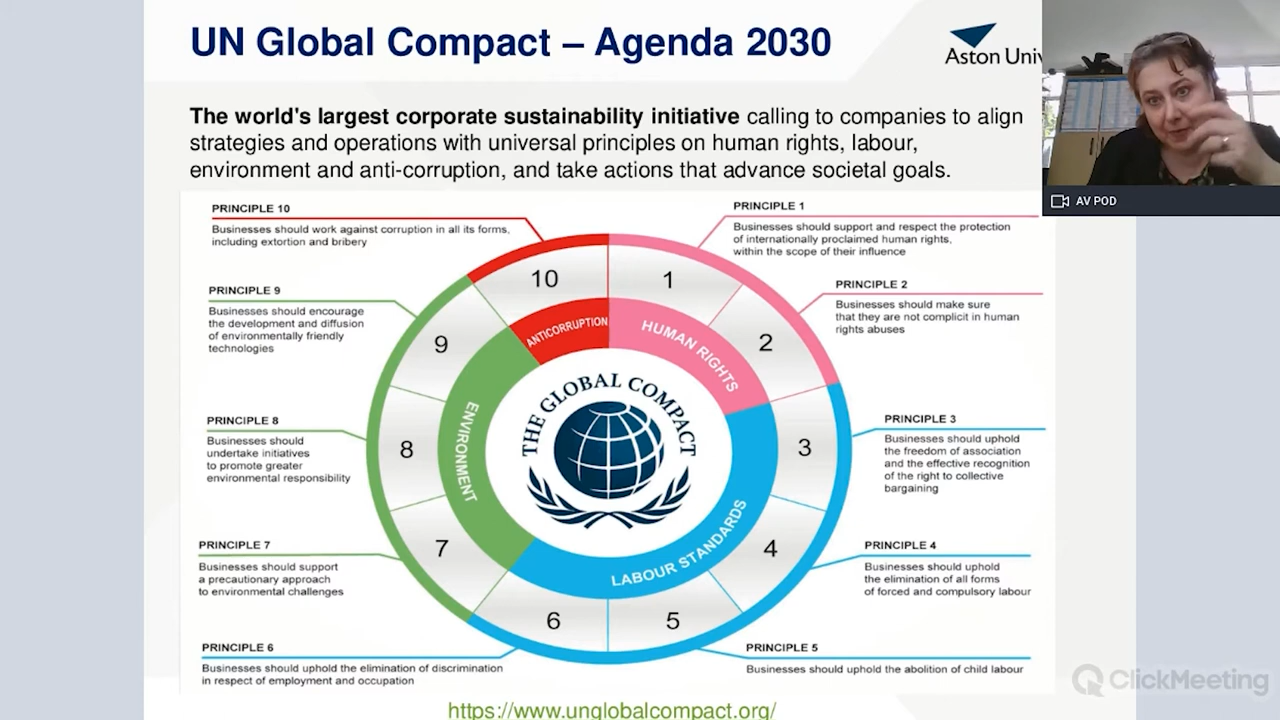 UN Global Compact – Agenda 2030
Aston Univ
The world's largest corporate sustainability initiative calling to companies to align
strategies and operations with universal principles on human rights, labour,
environment and anti-corruption, and take actions that advance societal goals.
AV POD
PRINCIPLE 10
Businesses should work against corruption in all its forms,
including extortion and bribery
PRINCIPLE 1
Businesses should support and respect the protection
of internationally proclaimed human rights,
within the scope of their influence
PRINCIPLE 9
Businesses should encourage
the development and diffusion
of environmentally friendly
technologies
PRINCIPLE 2
Businesses should make sure
that they are not complicit in human
rights abuses
PRINCIPLE 8
Businesses should
undertake initiatives
to promote greater
environmental responsibility
PRINCIPLE 3
Businesses should uphold
the freedom of association
and the effective recognition
of the right to collective
bargaining
PRINCIPLE 7
Businesses should support
a precautionary approach
to environmental challenges
PRINCIPLE 4
Businesses should uphold
the elimination of all forms
of forced and compulsory labour
PRINCIPLE 6
Businesses should uphold the elimination of discrimination
in respect of employment and occupation
PRINCIPLE 5
Businesses should uphold the abolition of child labour
10
1
9
2
8
3
7
4
6
5
ANTICORRUPTION
HUMAN RIGHTS
ENVIRONMENT
LABOUR STANDARDS
THE GLOBAL COMPACT
ClickMeeting
https://www.unglobalcompact.org/